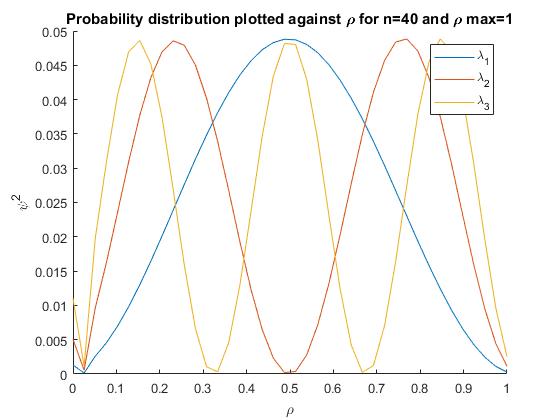 Probability distribution plotted against ρ for n=40 and ρ max=1
0.05
0.045
0.04
0.035
0.03
0.025
0.02
0.015
0.01
0.005
0
ψ²
λ₁
λ₂
λ₃
0 0.1 0.2 0.3 0.4 0.5 0.6 0.7 0.8 0.9 1
ρ